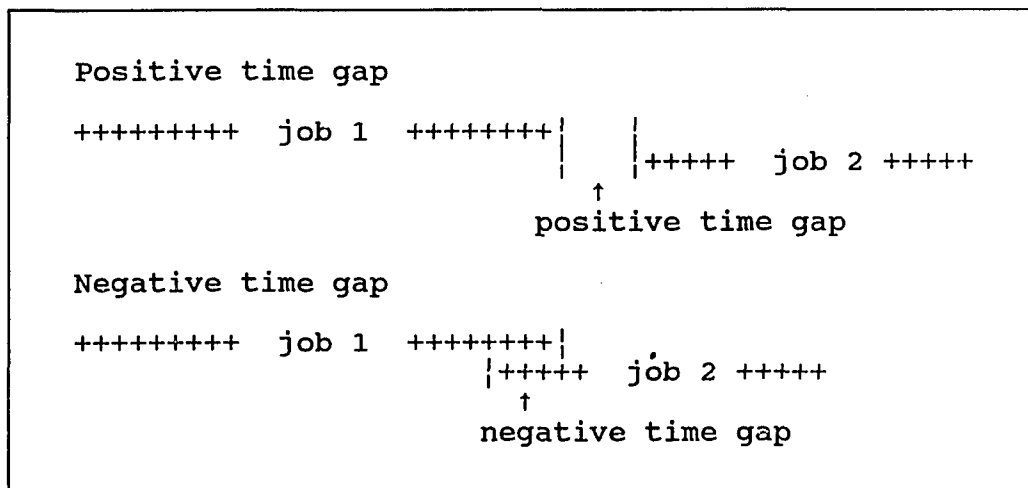 Positive time gap
+++++++++ job 1 ++++++++¦ ¦
¦ ¦+++++ job 2 +++++
↑
positive time gap
Negative time gap
+++++++++ job 1 ++++++++¦
¦+++++ job 2 +++++
↑
negative time gap